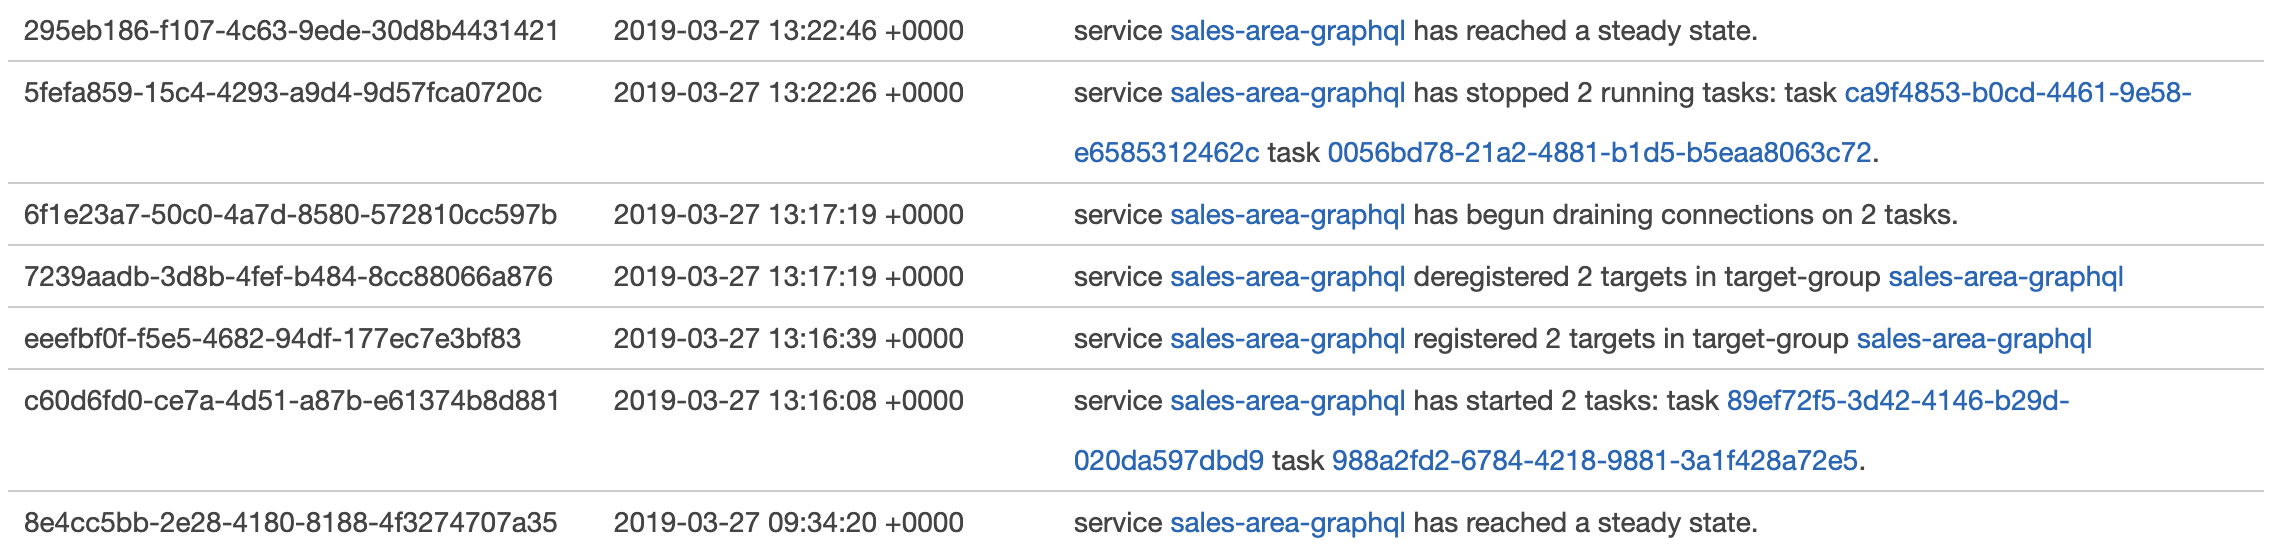 295eb186-f107-4c63-9ede-30d8b4431421 2019-03-27 13:22:46 +0000 service sales-area-graphql has reached a steady state.
5fefa859-15c4-4293-a9d4-9d57fca0720c 2019-03-27 13:22:26 +0000 service sales-area-graphql has stopped 2 running tasks: task ca9f4853-b0cd-4461-9e58-
e6585312462c task 0056bd78-21a2-4881-b1d5-b5eaa8063c72.
6f1e23a7-50c0-4a7d-8580-572810cc597b 2019-03-27 13:17:19 +0000 service sales-area-graphql has begun draining connections on 2 tasks.
7239aadb-3d8b-4fef-b484-8cc88066a876 2019-03-27 13:17:19 +0000 service sales-area-graphql deregistered 2 targets in target-group sales-area-graphql
eeefbf0f-f5e5-4682-94df-177ec7e3bf83 2019-03-27 13:16:39 +0000 service sales-area-graphql registered 2 targets in target-group sales-area-graphql
c60d6fd0-ce7a-4d51-a87b-e61374b8d881 2019-03-27 13:16:08 +0000 service sales-area-graphql has started 2 tasks: task 89ef72f5-3d42-4146-b29d-
020da597dbd9 task 988a2fd2-6784-4218-9881-3a1f428a72e5.
8e4cc5bb-2e28-4180-8188-4f3274707a35 2019-03-27 09:34:20 +0000 service sales-area-graphql has reached a steady state.